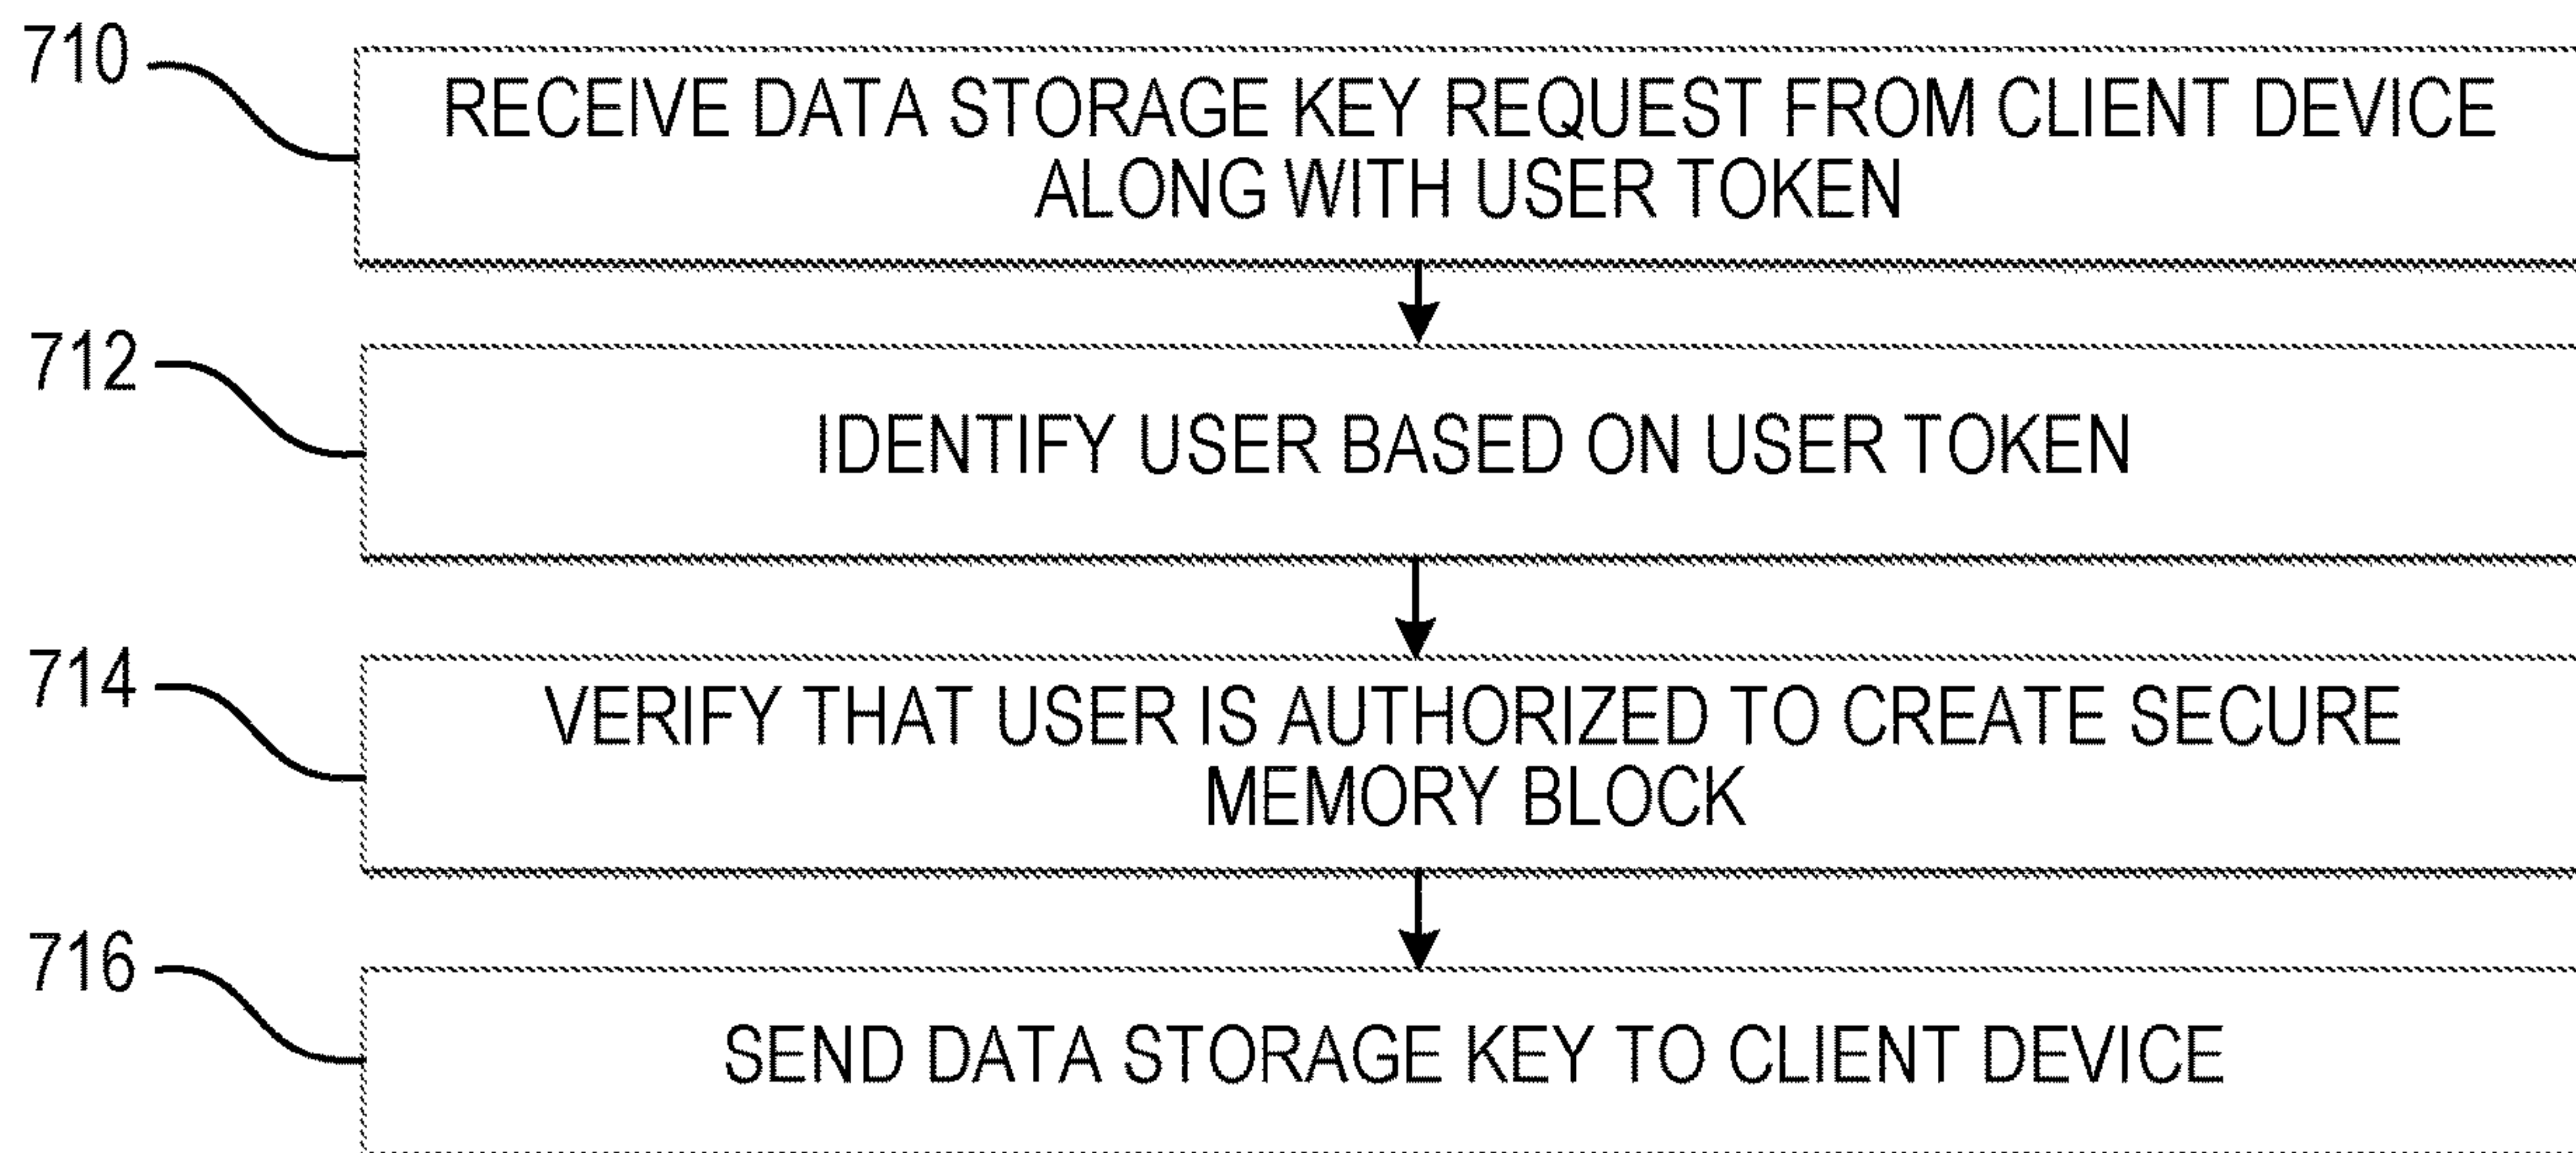 710
RECEIVE DATA STORAGE KEY REQUEST FROM CLIENT DEVICE
ALONG WITH USER TOKEN
712
IDENTIFY USER BASED ON USER TOKEN
714
VERIFY THAT USER IS AUTHORIZED TO CREATE SECURE
MEMORY BLOCK
716
SEND DATA STORAGE KEY TO CLIENT DEVICE